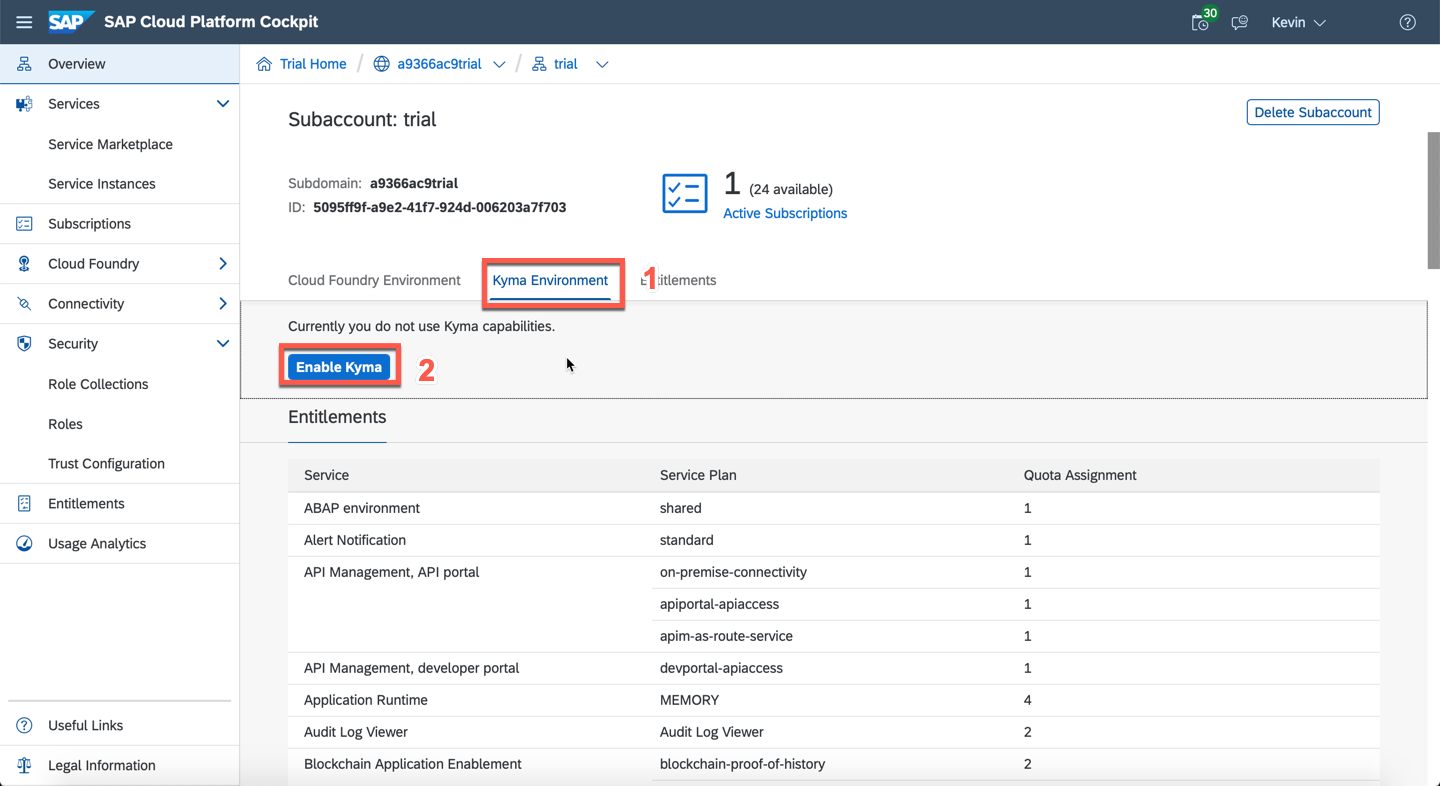 SAP SAP Cloud Platform Cockpit
30
Kevin
Overview
Services
Service Marketplace
Service Instances
Subscriptions
Cloud Foundry
Connectivity
Security
Role Collections
Roles
Trust Configuration
Entitlements
Usage Analytics
Useful Links
Legal Information
Trial Home / a9366ac9trial / trial
Subaccount: trial
Delete Subaccount
Subdomain: a9366ac9trial
ID: 5095ff9f-a9e2-41f7-924d-006203a7f703
1 (24 available)
Active Subscriptions
Cloud Foundry Environment Kyma Environment 1 titlements
Currently you do not use Kyma capabilities.
Enable Kyma 2
Entitlements
Service Service Plan Quota Assignment
ABAP environment shared 1
Alert Notification standard 1
API Management, API portal on-premise-connectivity 1
apiportal-apiaccess 1
apim-as-route-service 1
API Management, developer portal devportal-apiaccess 1
Application Runtime MEMORY 4
Audit Log Viewer Audit Log Viewer 2
Blockchain Application Enablement blockchain-proof-of-history 2